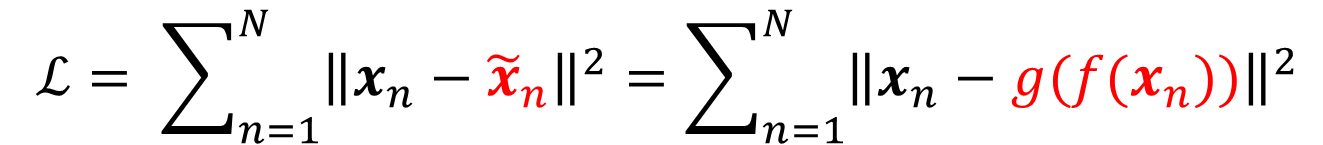 ℒ = ∑_{n=1}^{N} ‖𝒙_n − 𝒙̃_n‖² = ∑_{n=1}^{N} ‖𝒙_n − g(f(𝒙_n))‖²